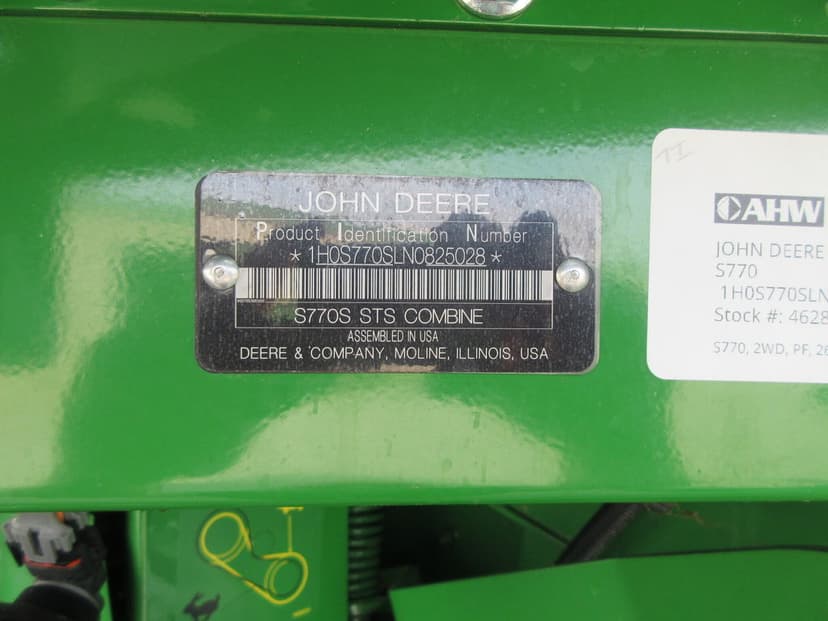 JOHN DEERE
Product Identification Number
*1H0S770SLN0825028*
S770S STS COMBINE
ASSEMBLED IN USA
DEERE & COMPANY, MOLINE, ILLINOIS, USA
AHW
JOHN DEERE
S770
1H0S770SLN
Stock #: 4628
S770, 2WD, PF, 26